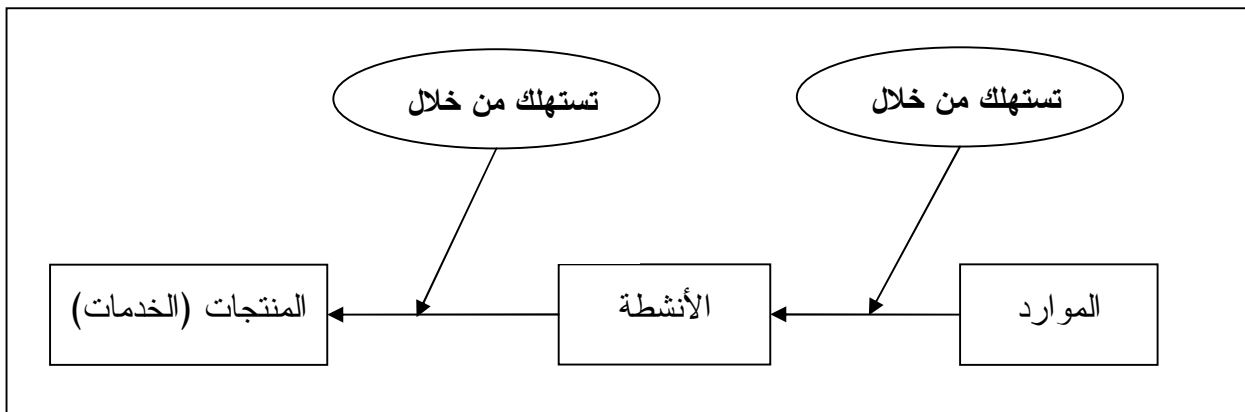 تستهلك من خلال
تستهلك من خلال
الموارد
الأنشطة
المنتجات (الخدمات)